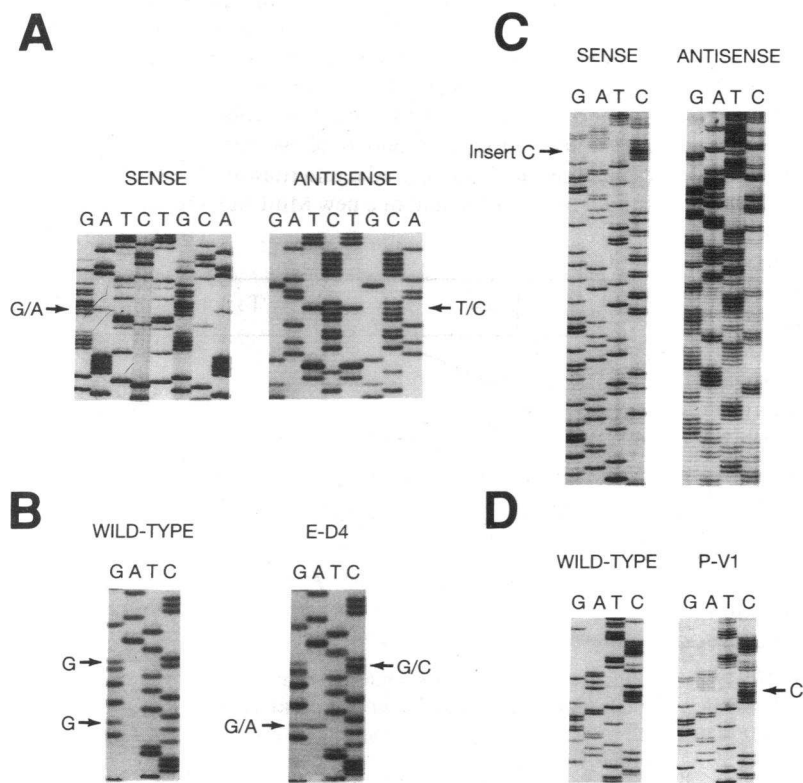 A
SENSE
ANTISENSE
G A T C T G C A
G A T C T G C A
G/A
T/C
B
WILD-TYPE
E-D4
G A T C
G A T C
G
G
G/C
G/A
C
SENSE
ANTISENSE
G A T C
G A T C
Insert C
D
WILD-TYPE
P-V1
G A T C
G A T C
C